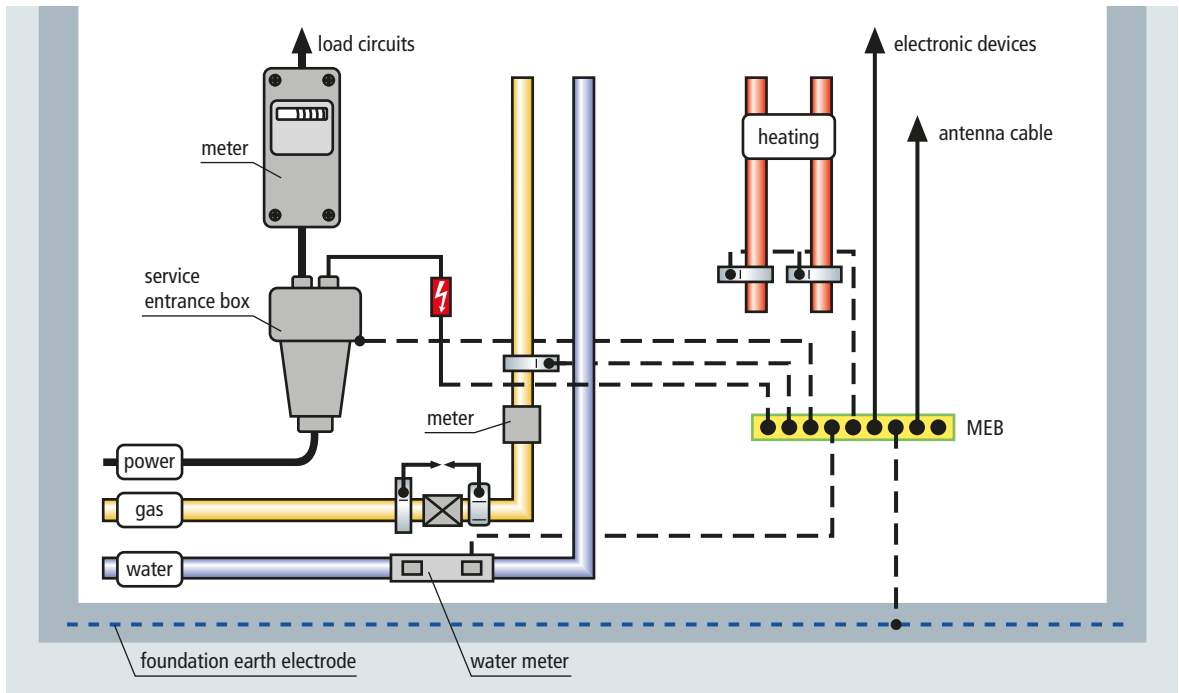 load circuits
electronic devices
antenna cable
heating
meter
service
entrance box
meter
MEB
power
gas
water
foundation earth electrode
water meter